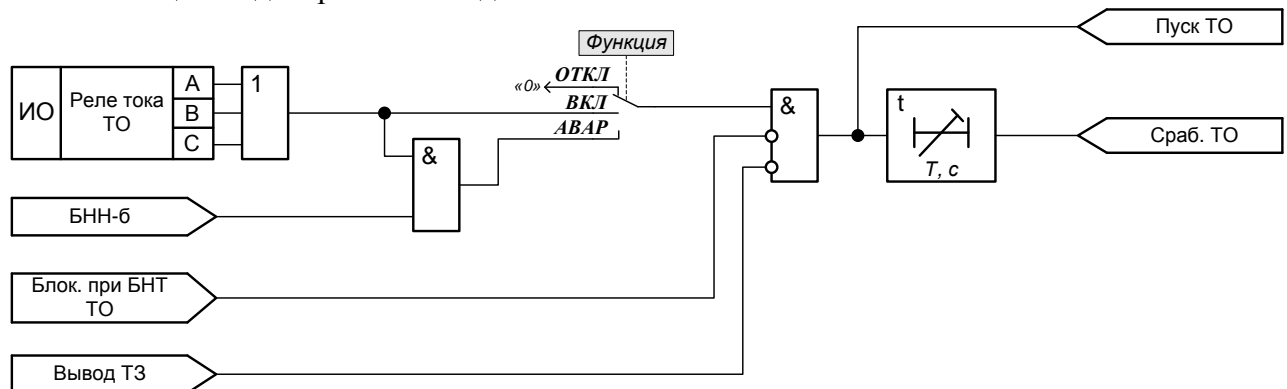 Пуск ТО
Функция
ИО
Реле тока
ТО
А
В
С
1
«0»
ОТКЛ
ВКЛ
АВАР
&
&
t
Т, с
Сраб. ТО
БНН-б
Блок. при БНТ
ТО
Вывод ТЗ